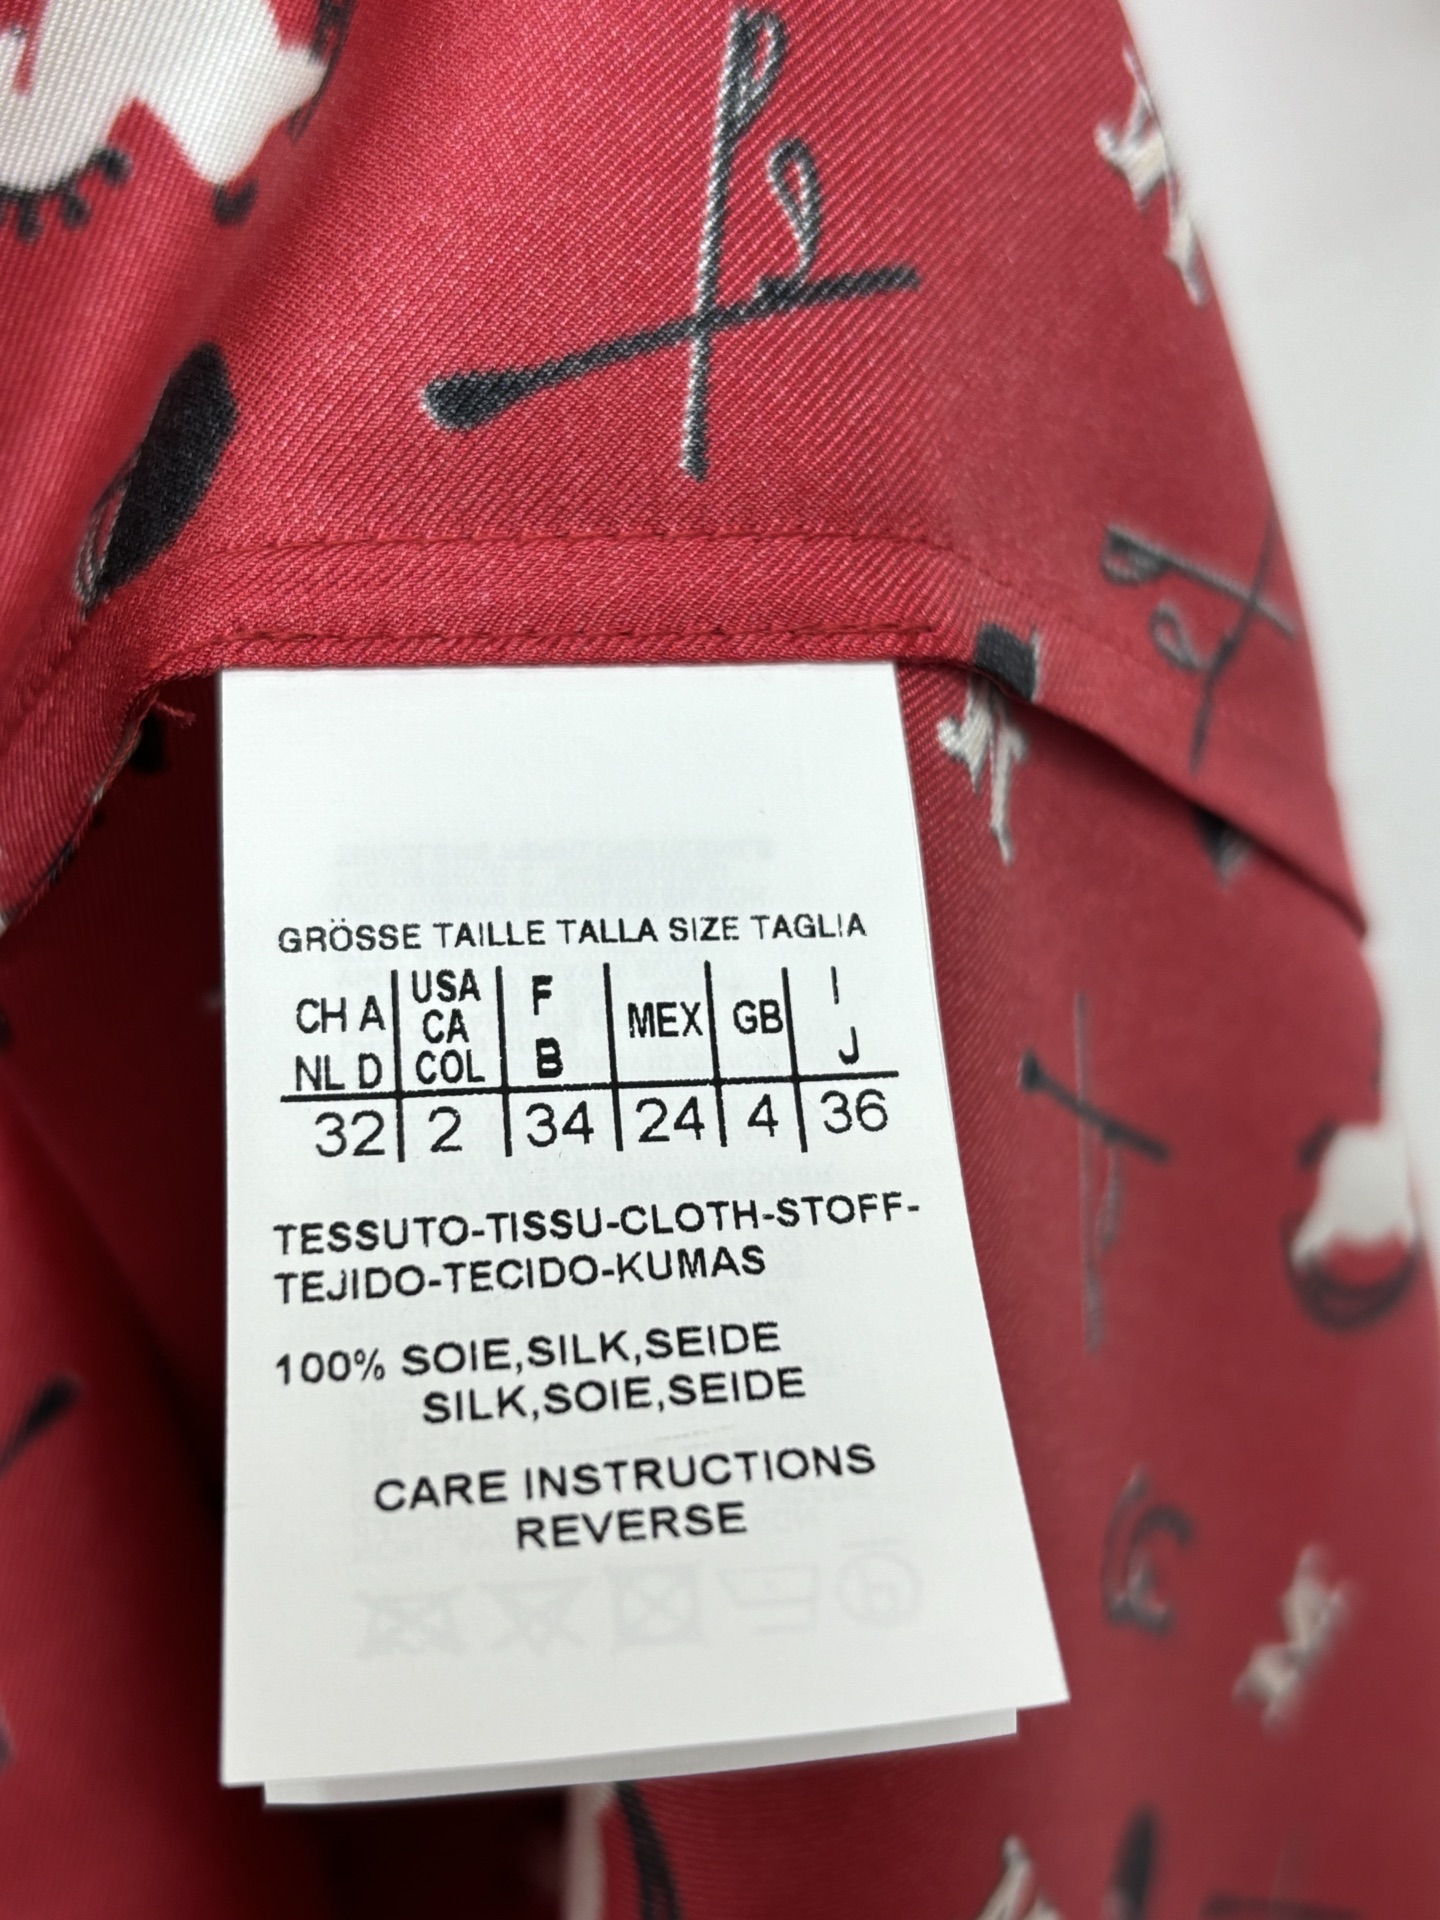 GRÖSSE TAILLE TALLA SIZE TAGLIA
CH A USA F MEX GB I
CA
NL D COL B J
32 2 34 24 4 36
TESSUTO-TISSU-CLOTH-STOFF-
TEJIDO-TECIDO-KUMAS
100% SOIE,SILK,SEIDE
SILK,SOIE,SEIDE
CARE INSTRUCTIONS
REVERSE